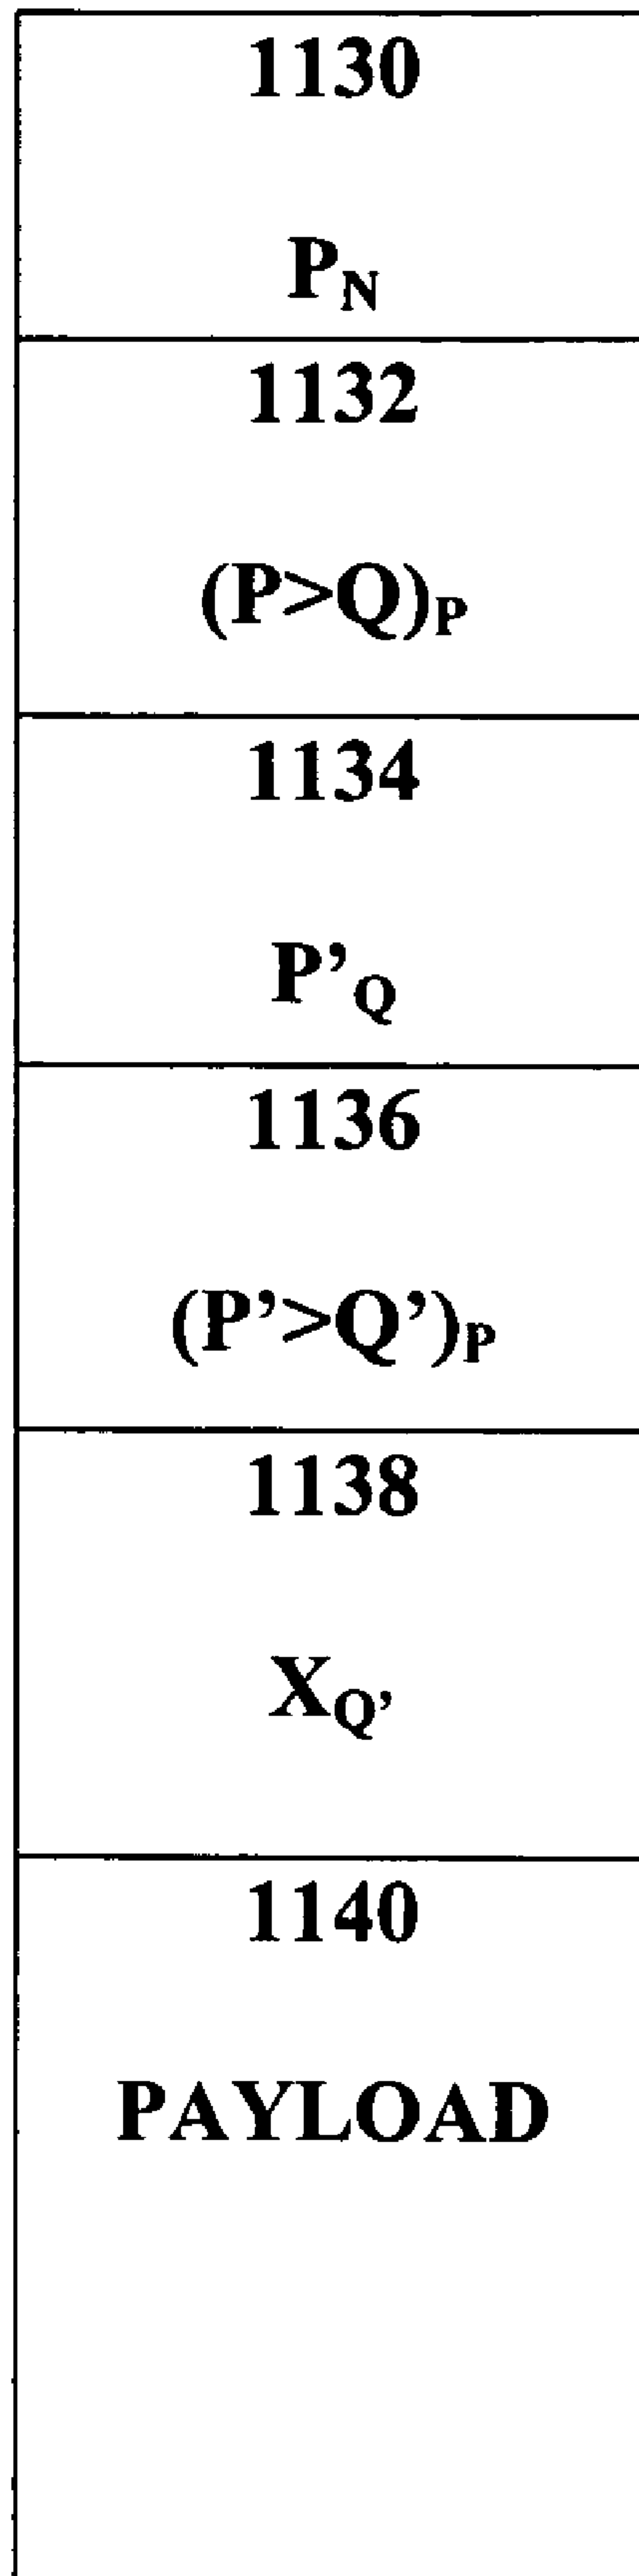 1130
P_N
1132
(P>Q)_P
1134
P’_Q
1136
(P’>Q’)_P
1138
X_Q’
1140
PAYLOAD